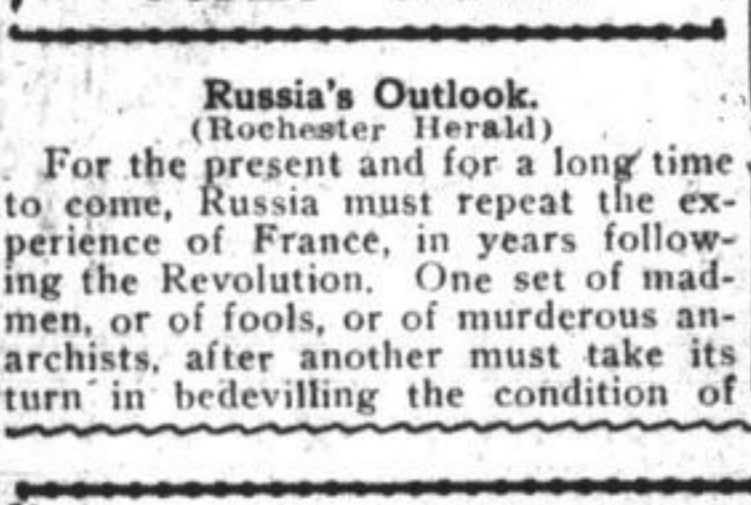 Russia's Outlook.
(Rochester Herald)
For the present and for a long time
to come, Russia must repeat the ex-
perience of France, in years follow-
ing the Revolution. One set of mad-
men, or of fools, or of murderous an-
archists, after another must take its
turn in bedevilling the condition of